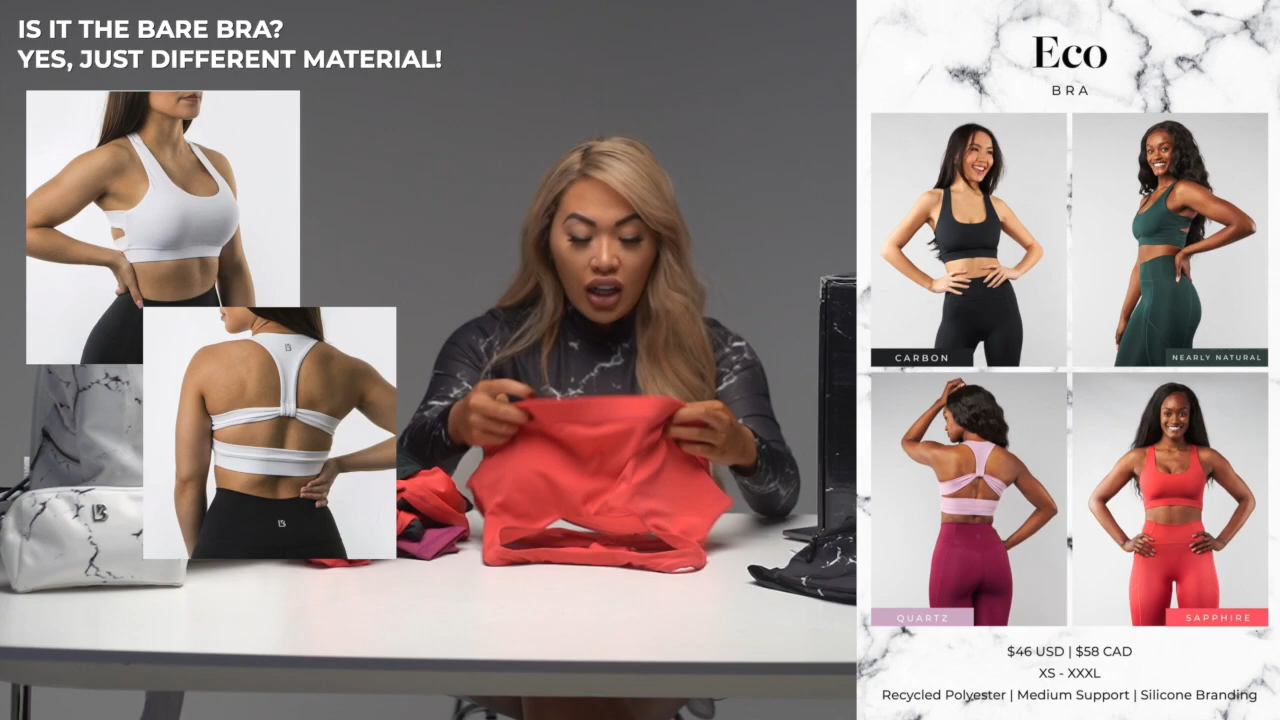 IS IT THE BARE BRA?
YES, JUST DIFFERENT MATERIAL!
Eco
BRA
CARBON
NEARLY NATURAL
QUARTZ
SAPPHIRE
$46 USD | $58 CAD
XS - XXXL
Recycled Polyester | Medium Support | Silicone Branding